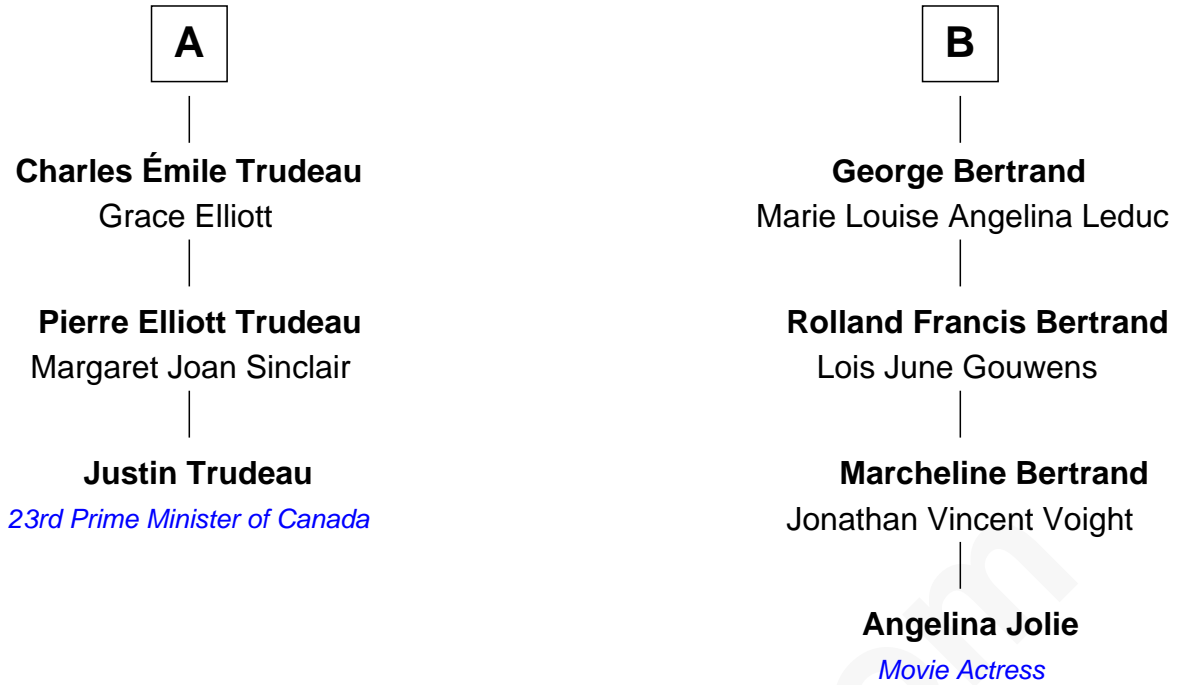 A
Charles Émile Trudeau
Grace Elliott
Pierre Elliott Trudeau
Margaret Joan Sinclair
Justin Trudeau
23rd Prime Minister of Canada
B
George Bertrand
Marie Louise Angelina Leduc
Rolland Francis Bertrand
Lois June Gouwens
Marcheline Bertrand
Jonathan Vincent Voight
Angelina Jolie
Movie Actress
om